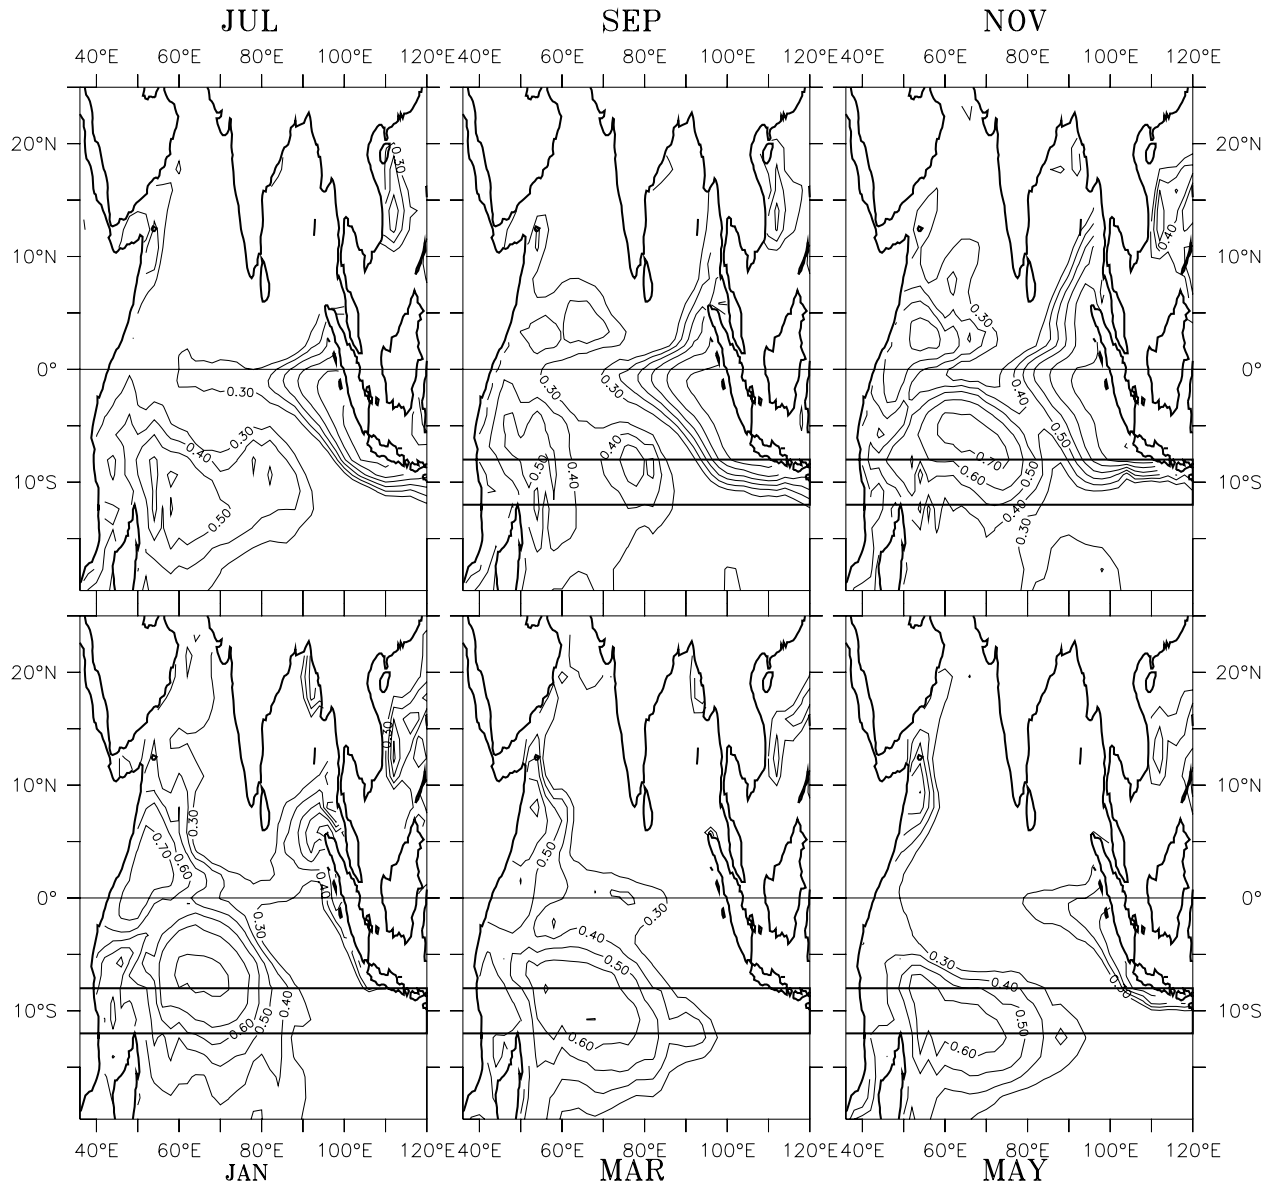 JUL SEP NOV
40°E 60°E 80°E 100°E 120°E 40°E 60°E 80°E 100°E 120°E 40°E 60°E 80°E 100°E 120°E
20°N 0.30 20°N
0.40
10°N 10°N
0.30
0° 0°
0.30 0.30 0.30 0.40
0.40 0.30 0.40 0.50
0.50 0.40 0.70 0.60 0.50
10°S 10°S
0.50 0.40 0.30
20°N 20°N
0.30
10°N 10°N
0.30
0.70 0.60 0.50
0.40
0° 0°
0.30 0.30
0.40 0.50 0.30 0.40 0.50
0.40
10°S 0.60 0.50 0.50 10°S
0.60 0.60
40°E 60°E 80°E 100°E 120°E 40°E 60°E 80°E 100°E 120°E 40°E 60°E 80°E 100°E 120°E
JAN MAR MAY